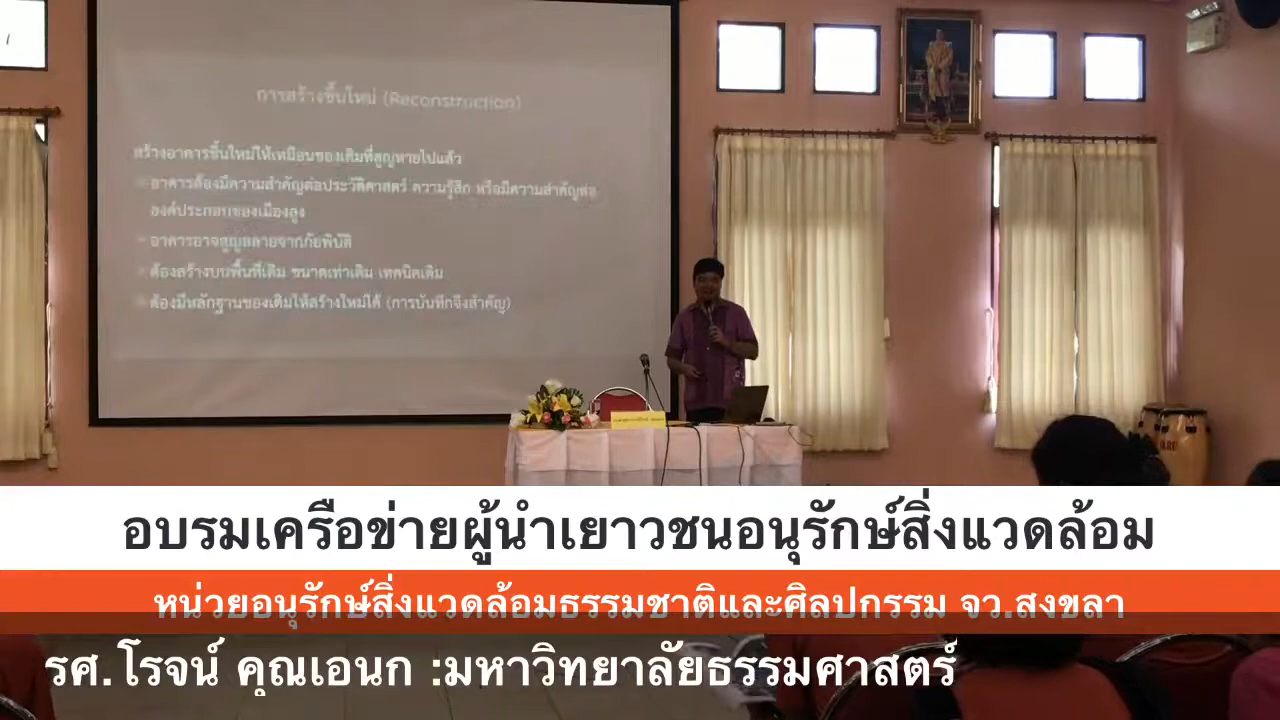 การสร้างขึ้นใหม่ (Reconstruction)
สร้างอาคารขึ้นใหม่ให้เหมือนของเดิมที่สูญหายไปแล้ว
อาคารต้องมีความสำคัญต่อประวัติศาสตร์ ความรู้สึก หรือมีความสำคัญต่อ
องค์ประกอบของเมืองสูง
อาคารอาจสูญสลายจากภัยพิบัติ
ต้องสร้างบนพื้นที่เดิม ขนาดเท่าเดิม เทคนิคเดิม
ต้องมีหลักฐานของเดิมให้สร้างใหม่ได้ (การบันทึกจึงสำคัญ)
อบรมเครือข่ายผู้นำเยาวชนอนุรักษ์สิ่งแวดล้อม
หน่วยอนุรักษ์สิ่งแวดล้อมธรรมชาติและศิลปกรรม จว.สงขลา
รศ.โรจน์ คุณเอนก :มหาวิทยาลัยธรรมศาสตร์